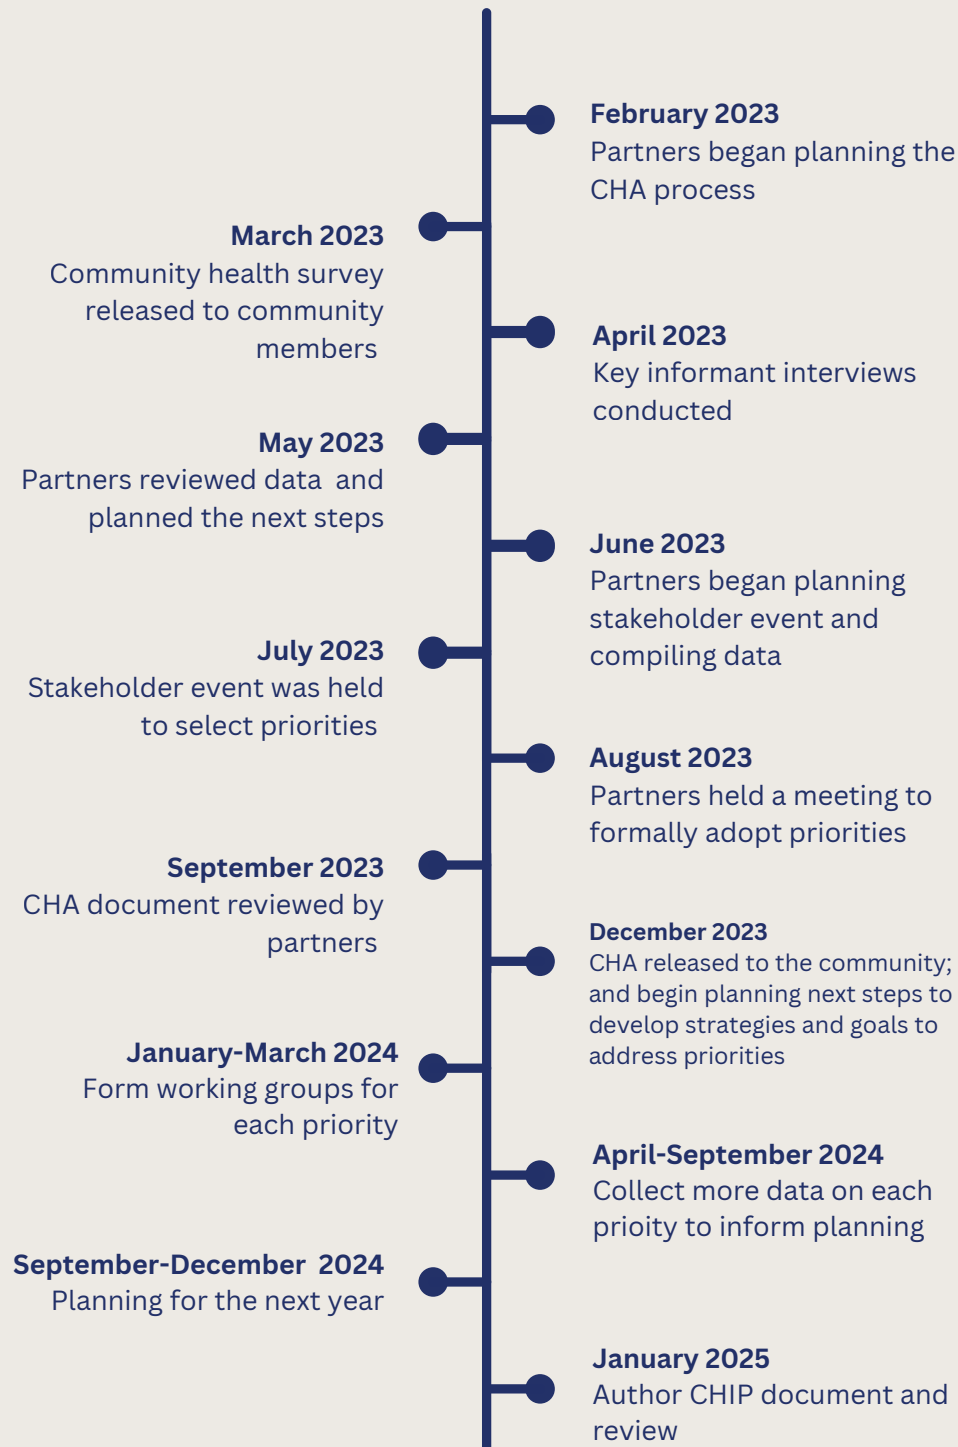 February 2023
Partners began planning the
CHA process
March 2023
Community health survey
released to community
members
April 2023
Key informant interviews
conducted
May 2023
Partners reviewed data  and
planned the next steps
June 2023
Partners began planning
stakeholder event and
compiling data
July 2023
Stakeholder event was held
to select priorities
August 2023
Partners held a meeting to
formally adopt priorities
September 2023
CHA document reviewed by
partners
December 2023
CHA released to the community;
and begin planning next steps to
develop strategies and goals to
address priorities
January-March 2024
Form working groups for
each priority
April-September 2024
Collect more data on each
prioity to inform planning
September-December  2024
Planning for the next year
January 2025
Author CHIP document and
review